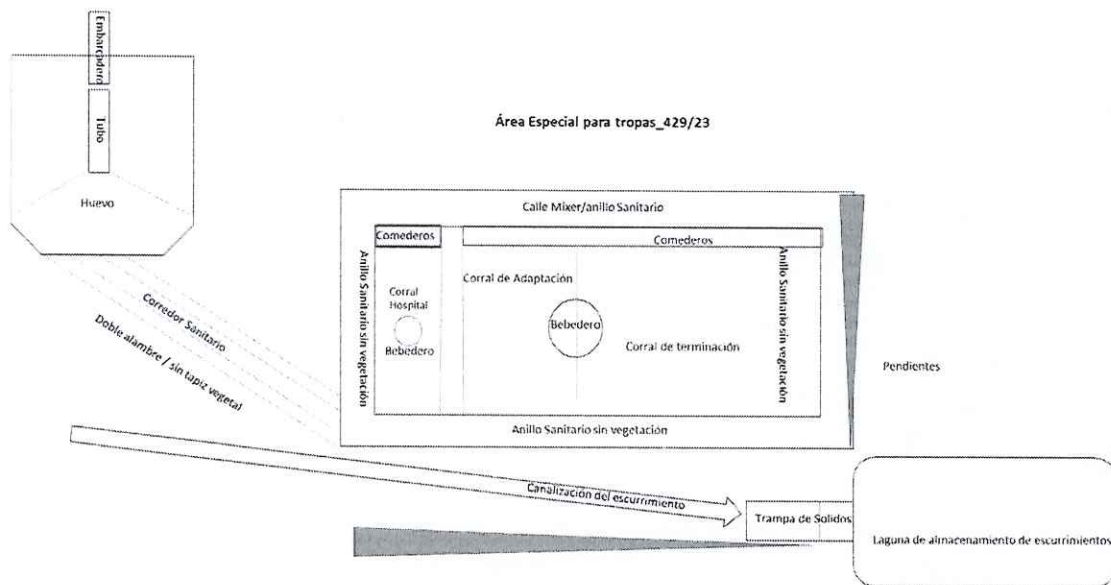 Embarcadero
Tubo
Huevo
Área Especial para tropas_429/23
Calle Mixer/anillo Sanitario
Comederos
Comederos
Anillo Sanitario sin vegetación
Corral
Hospital
Bebedero
Corral de Adaptación
Bebedero
Corral de terminación
Anillo Sanitario sin vegetación
Anillo Sanitario sin vegetación
Pendientes
Corredor Sanitario
Doble alambre / sin tapiz vegetal
Canalización del escurrimiento
Trampa de Solidos
Laguna de almacenamiento de escurrimientos